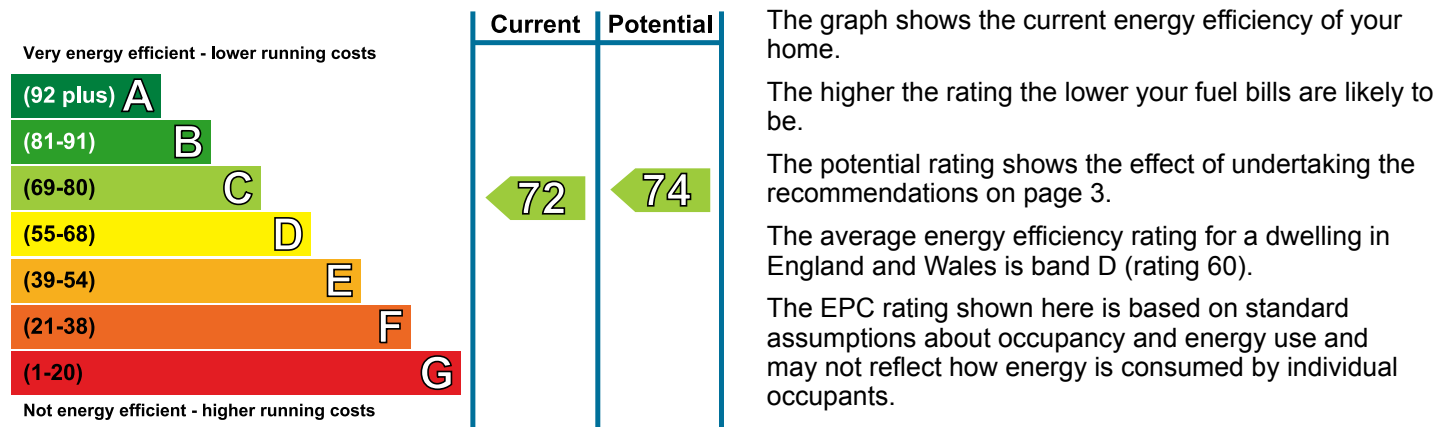 Current Potential
Very energy efficient - lower running costs
(92 plus) A
(81-91) B
(69-80) C
(55-68) D
(39-54) E
(21-38) F
(1-20) G
Not energy efficient - higher running costs
72 74
The graph shows the current energy efficiency of your
home.
The higher the rating the lower your fuel bills are likely to
be.
The potential rating shows the effect of undertaking the
recommendations on page 3.
The average energy efficiency rating for a dwelling in
England and Wales is band D (rating 60).
The EPC rating shown here is based on standard
assumptions about occupancy and energy use and
may not reflect how energy is consumed by individual
occupants.